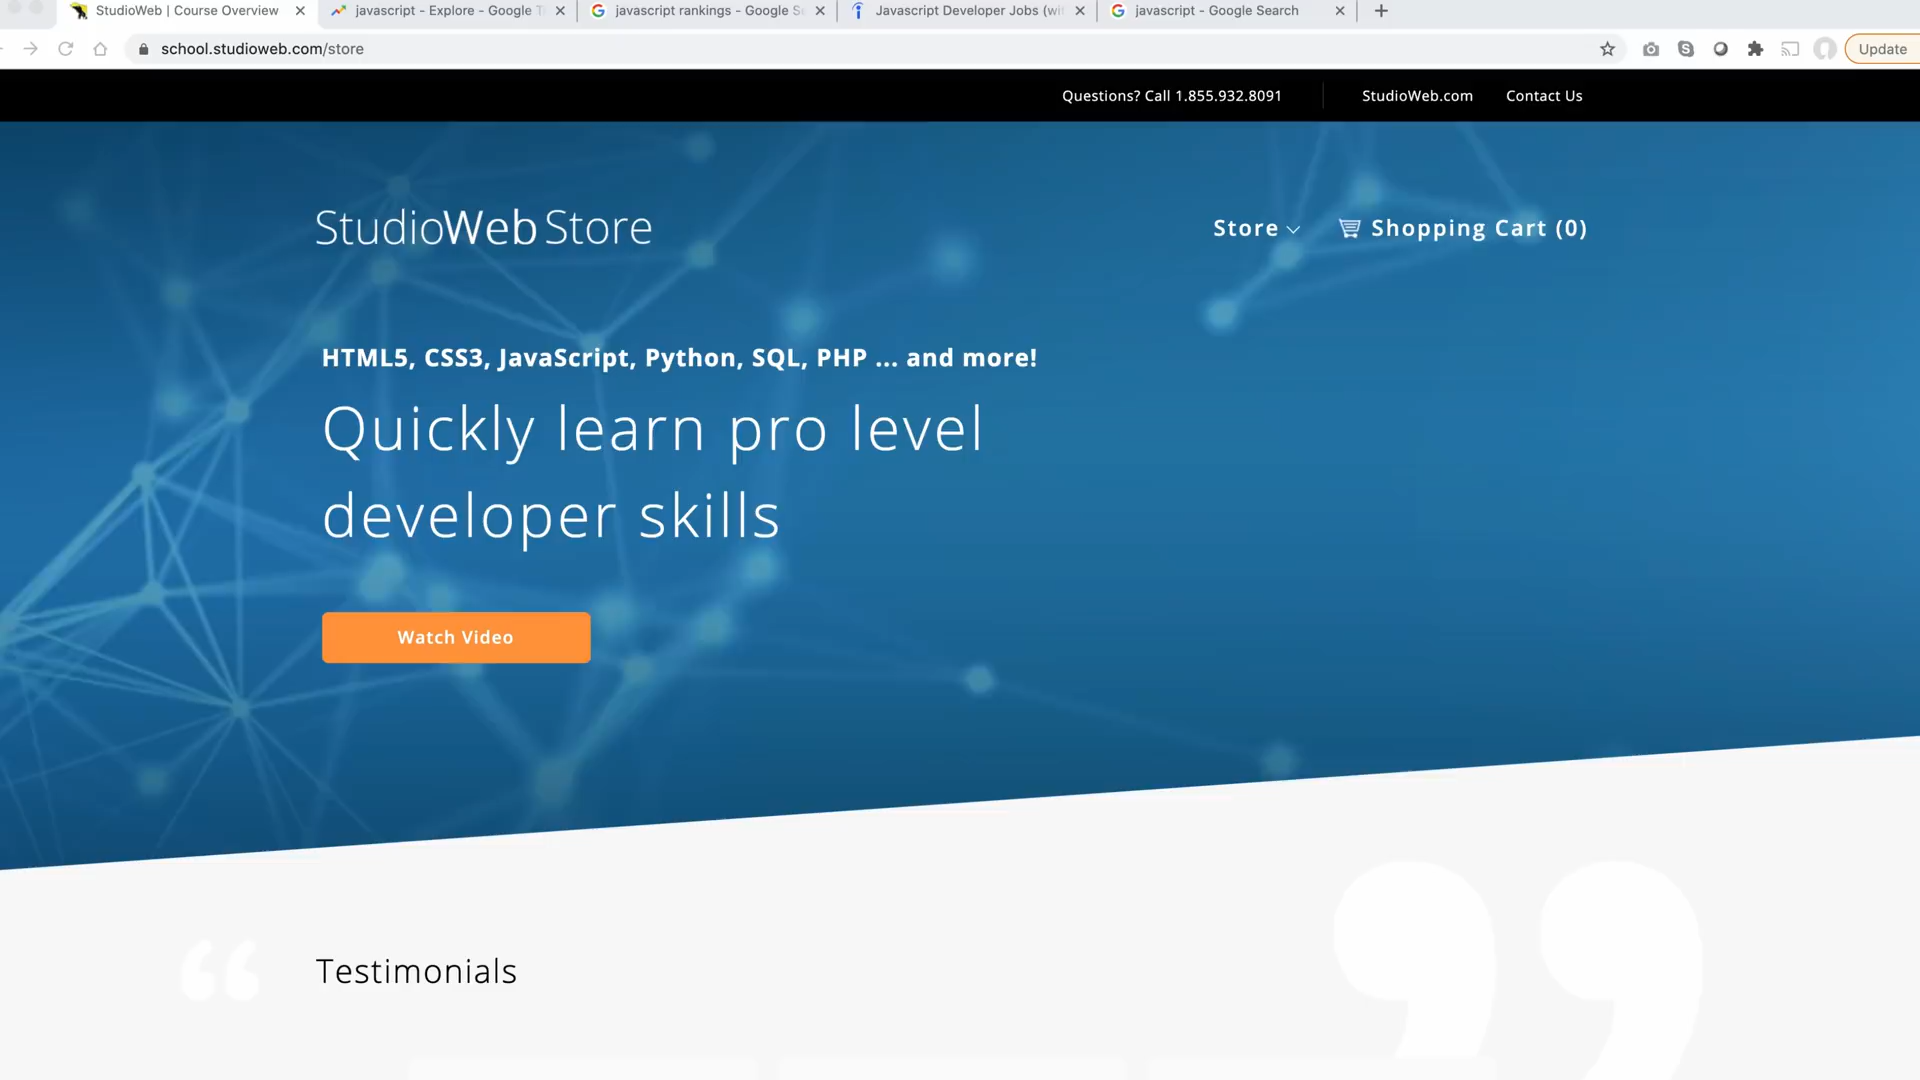 StudioWeb | Course Overview
javascript - Explore - Google
javascript rankings - Google
Javascript Developer Jobs
javascript - Google Search
school.studioweb.com/store
Update
Questions? Call 1.855.932.8091
StudioWeb.com
Contact Us
StudioWeb Store
Store
Shopping Cart (0)
HTML5, CSS3, JavaScript, Python, SQL, PHP ... and more!
Quickly learn pro level
developer skills
Watch Video
Testimonials